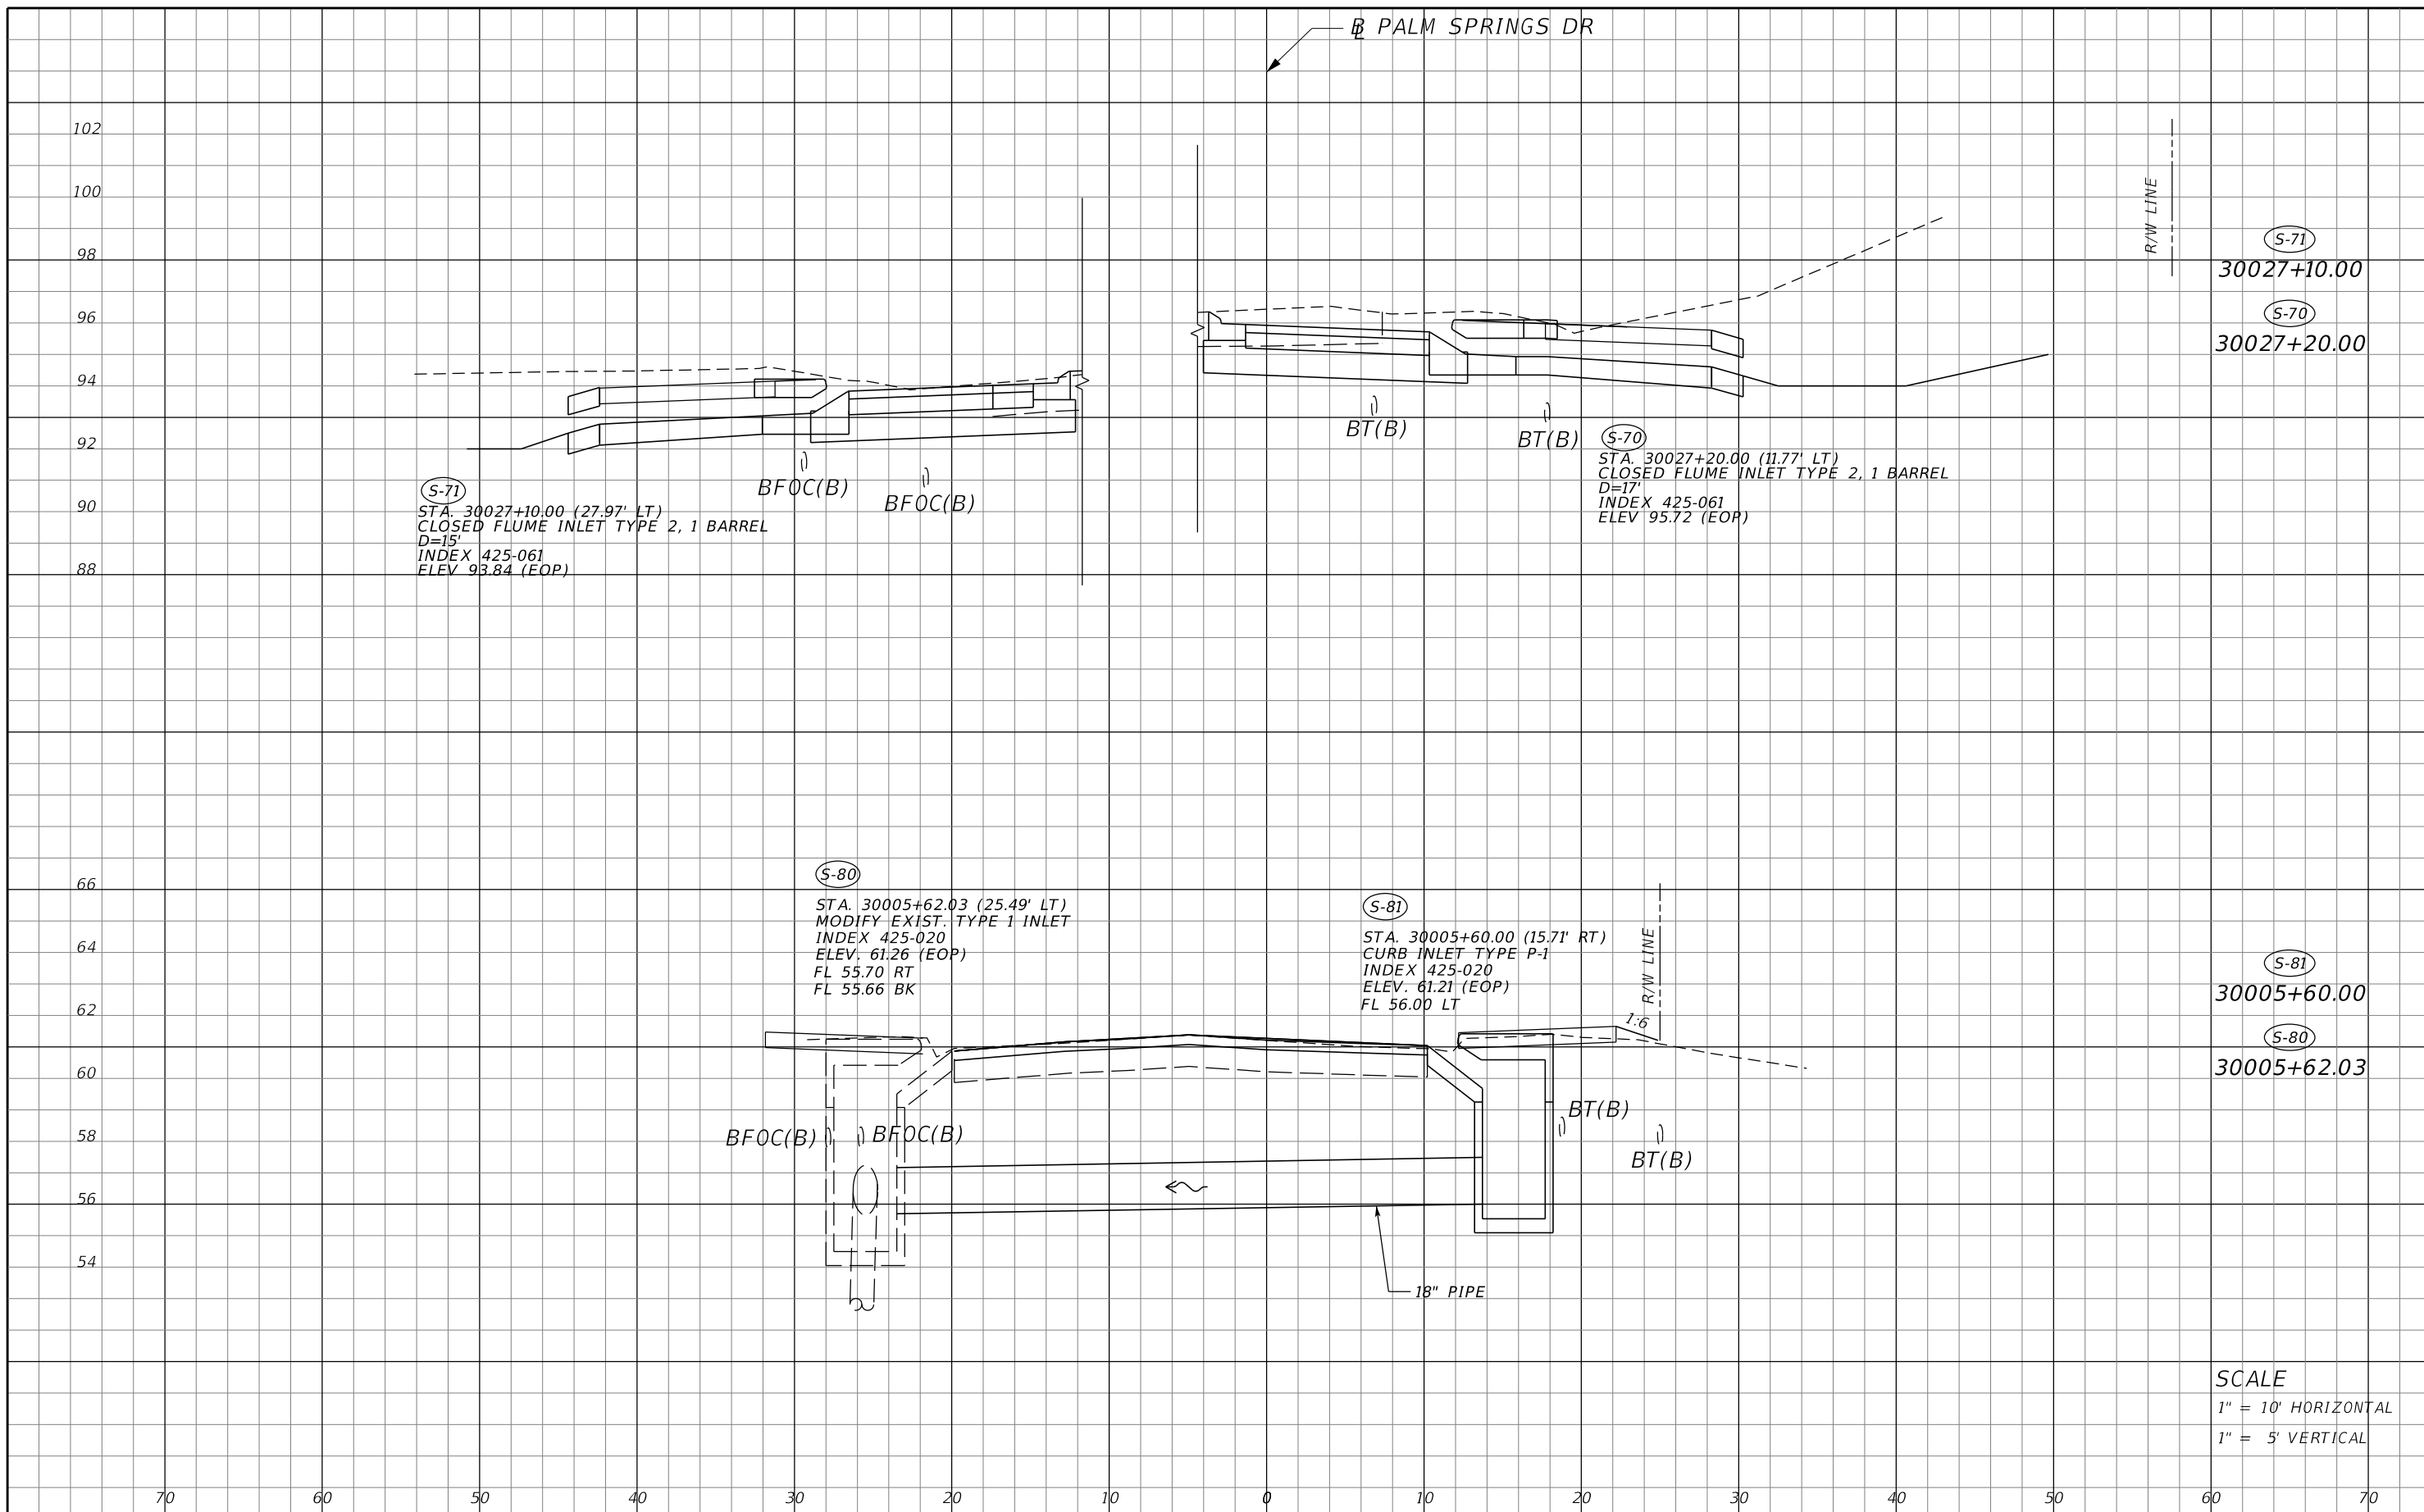 BL PALM SPRINGS DR
102
100
98
96
94
92
90
88
R/W LINE
S-71
30027+10.00
S-70
30027+20.00
BT(B)
BT(B)
BFOC(B)
BFOC(B)
S-70
STA. 30027+20.00 (11.77' LT)
CLOSED FLUME INLET TYPE 2, 1 BARREL
D=17'
INDEX 425-061
ELEV 95.72 (EOP)
S-71
STA. 30027+10.00 (27.97' LT)
CLOSED FLUME INLET TYPE 2, 1 BARREL
D=15'
INDEX 425-061
ELEV 93.84 (EOP)
66
64
62
60
58
56
54
S-80
STA. 30005+62.03 (25.49' LT)
MODIFY EXIST. TYPE 1 INLET
INDEX 425-020
ELEV. 61.26 (EOP)
FL 55.70 RT
FL 55.66 BK
S-81
STA. 30005+60.00 (15.71' RT)
CURB INLET TYPE P-1
INDEX 425-020
ELEV. 61.21 (EOP)
FL 56.00 LT
R/W LINE
1:6
S-81
30005+60.00
S-80
30005+62.03
BFOC(B)
BFOC(B)
BT(B)
BT(B)
18" PIPE
SCALE
1" = 10' HORIZONTAL
1" = 5' VERTICAL
70 60 50 40 30 20 10 0 10 20 30 40 50 60 70